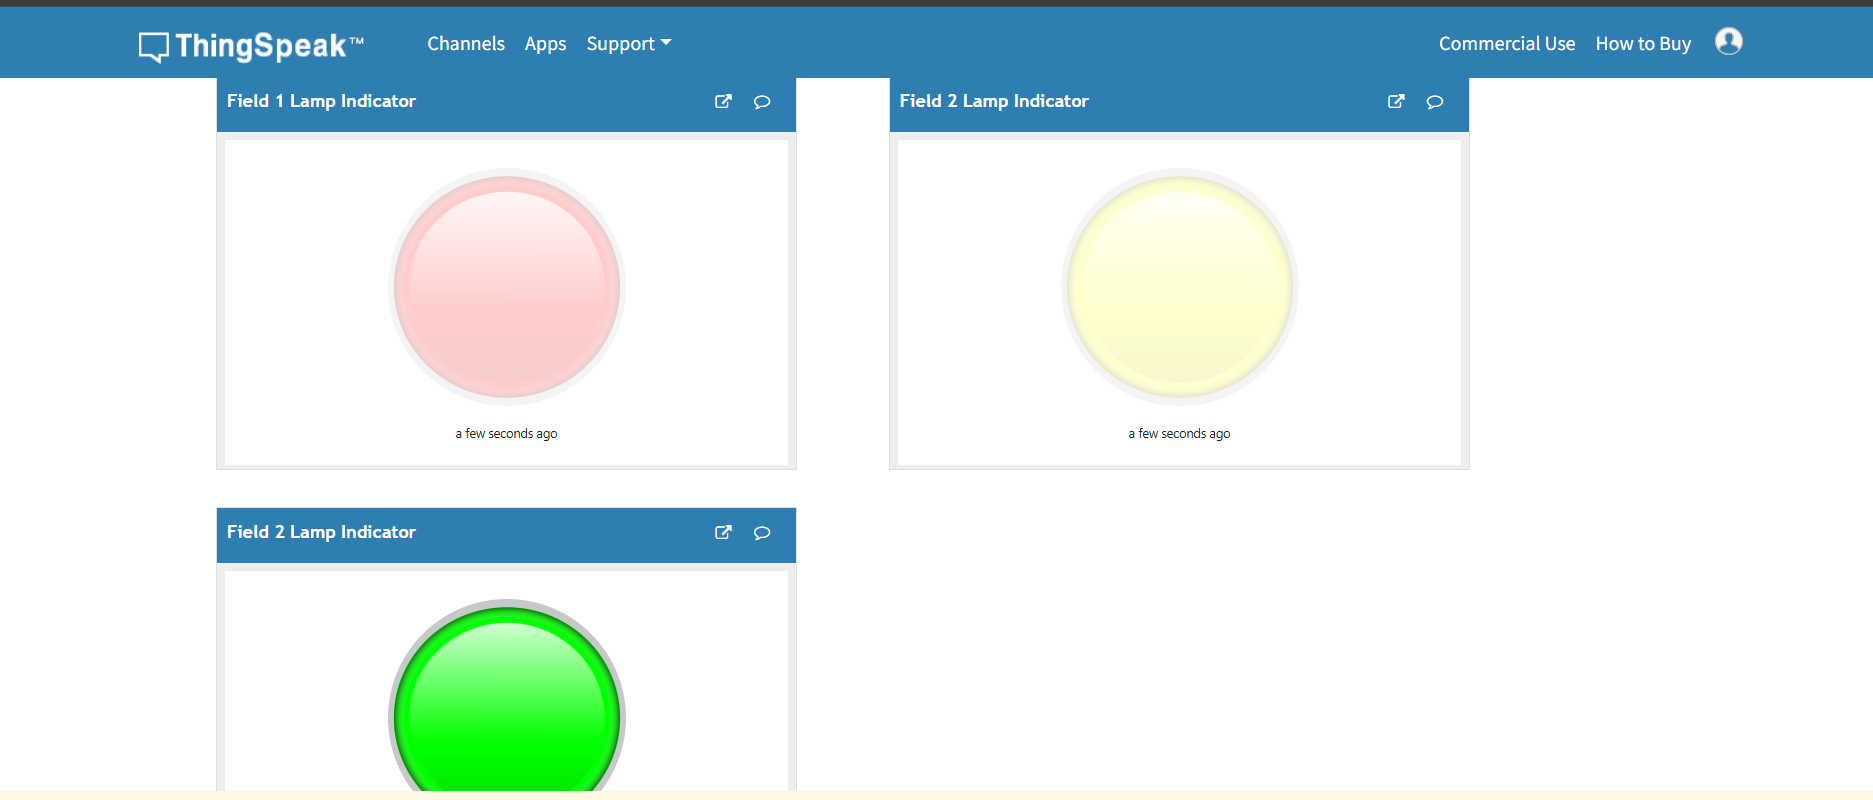 ThingSpeak™ Channels Apps Support Commercial Use How to Buy
Field 1 Lamp Indicator
a few seconds ago
Field 2 Lamp Indicator
a few seconds ago
Field 2 Lamp Indicator